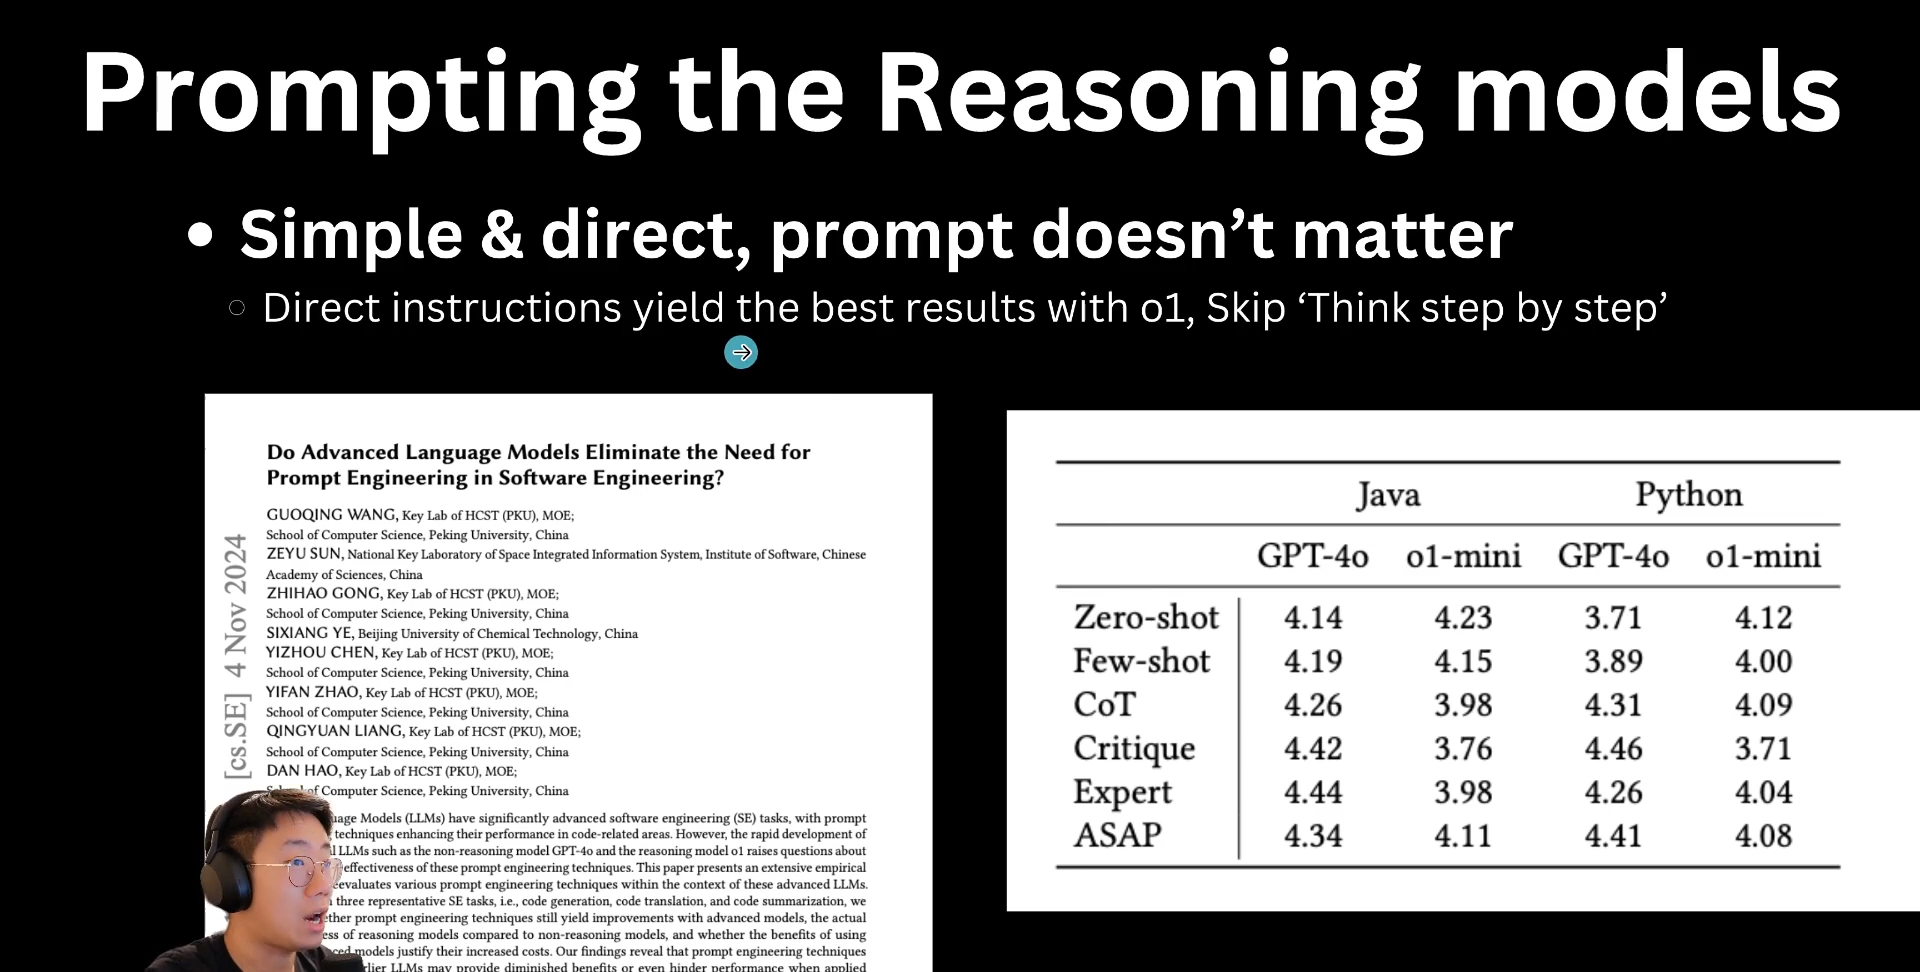 Prompting the Reasoning models
Simple & direct, prompt doesn’t matter
Direct instructions yield the best results with o1, Skip ‘Think step by step’
Do Advanced Language Models Eliminate the Need for
Prompt Engineering in Software Engineering?
GUOQING WANG, Key Lab of HCST (PKU), MOE;
School of Computer Science, Peking University, China
ZEYU SUN, National Key Laboratory of Space Integrated Information System, Institute of Software, Chinese
Academy of Sciences, China
ZHIHAO GONG, Key Lab of HCST (PKU), MOE;
School of Computer Science, Peking University, China
SIXIANG YE, Beijing University of Chemical Technology, China
YIZHOU CHEN, Key Lab of HCST (PKU), MOE;
School of Computer Science, Peking University, China
YIFAN ZHAO, Key Lab of HCST (PKU), MOE;
School of Computer Science, Peking University, China
QINGYUAN LIANG, Key Lab of HCST (PKU), MOE;
School of Computer Science, Peking University, China
DAN HAO, Key Lab of HCST (PKU), MOE;
School of Computer Science, Peking University, China
[cs.SE] 4 Nov 2024
Models (LLMs) have significantly advanced software engineering (SE) tasks, with prompt
techniques enhancing their performance in code-related areas. However, the rapid development of
LLMs such as the non-reasoning model GPT-4o and the reasoning model o1 raises questions about
effectiveness of these prompt engineering techniques. This paper presents an extensive empirical
evaluates various prompt engineering techniques within the context of these advanced LLMs.
three representative SE tasks, i.e., code generation, code translation, and code summarization, we
prompt engineering techniques still yield improvements with advanced models, the actual
of reasoning models compared to non-reasoning models, and whether the benefits of using
models justify their increased costs. Our findings reveal that prompt engineering techniques
LLMs may provide diminished benefits or even hinder performance when applied
Java Python
GPT-4o o1-mini GPT-4o o1-mini
Zero-shot 4.14 4.23 3.71 4.12
Few-shot 4.19 4.15 3.89 4.00
CoT 4.26 3.98 4.31 4.09
Critique 4.42 3.76 4.46 3.71
Expert 4.44 3.98 4.26 4.04
ASAP 4.34 4.11 4.41 4.08